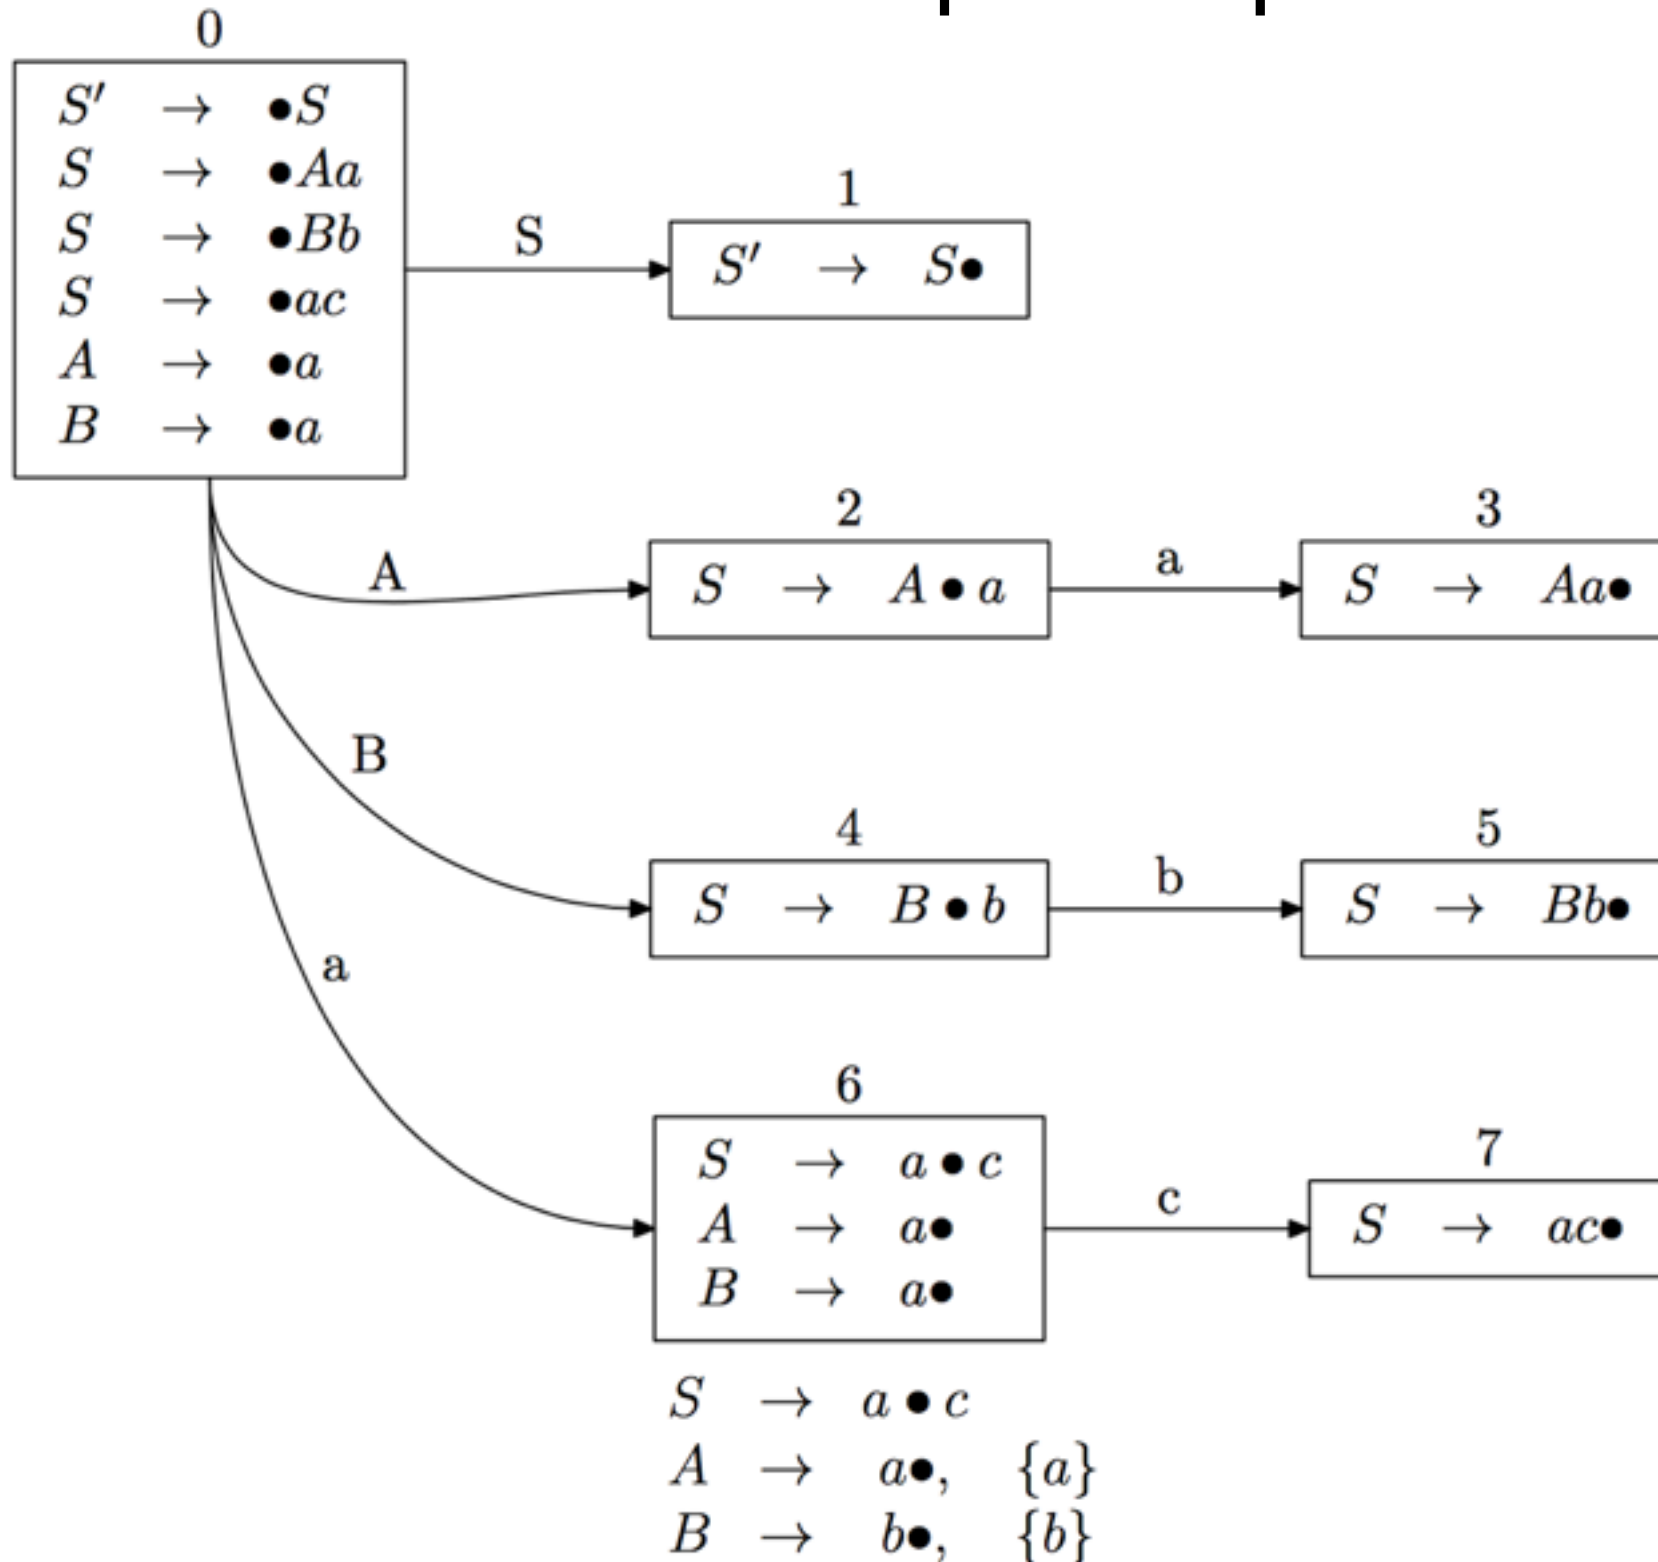 0
S′ → •S
S → •Aa
S → •Bb
S → •ac
A → •a
B → •a
S
1
S′ → S•
A
2
S → A • a
a
3
S → Aa•
B
4
S → B • b
b
5
S → Bb•
a
6
S → a • c
A → a•
B → a•
c
7
S → ac•
S → a • c
A → a•, {a}
B → b•, {b}